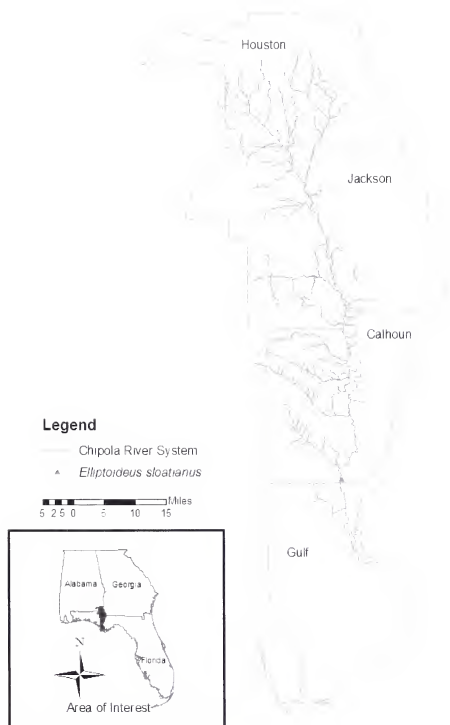 Houston
Jackson
Calhoun
Legend
Chipola River System
Elliptoideus sloatianus
5 2.5 0 5 10 15 Miles
Gulf
Alabama
Georgia
Florida
N
Area of Interest